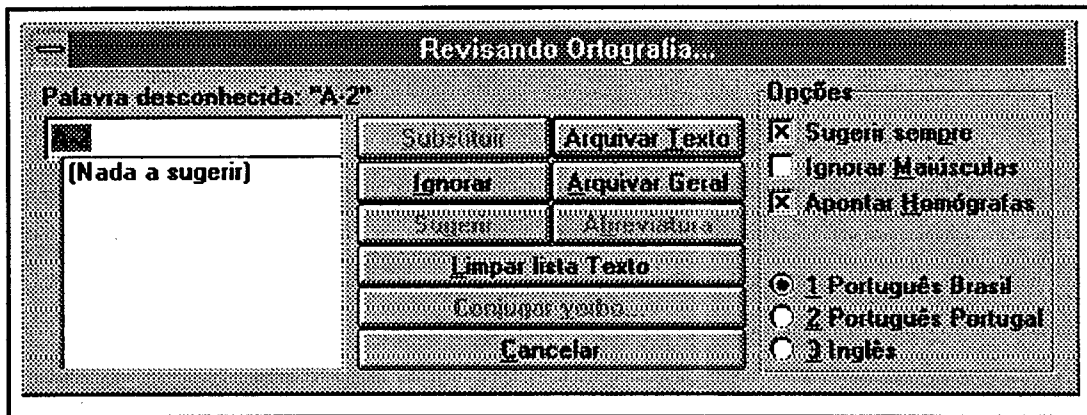 Revisando Ortografia...
Palavra desconhecida: "A-2"
(Nada a sugerir)
Substituir
Arquivar Texto
Ignorar
Arquivar Geral
Sugerir
Abreviatura
Limpar lista Texto
Conjugar verbo...
Cancelar
Opções
Sugerir sempre
Ignorar Maiúsculas
Apontar Homógrafas
1 Português Brasil
2 Português Portugal
3 Inglês